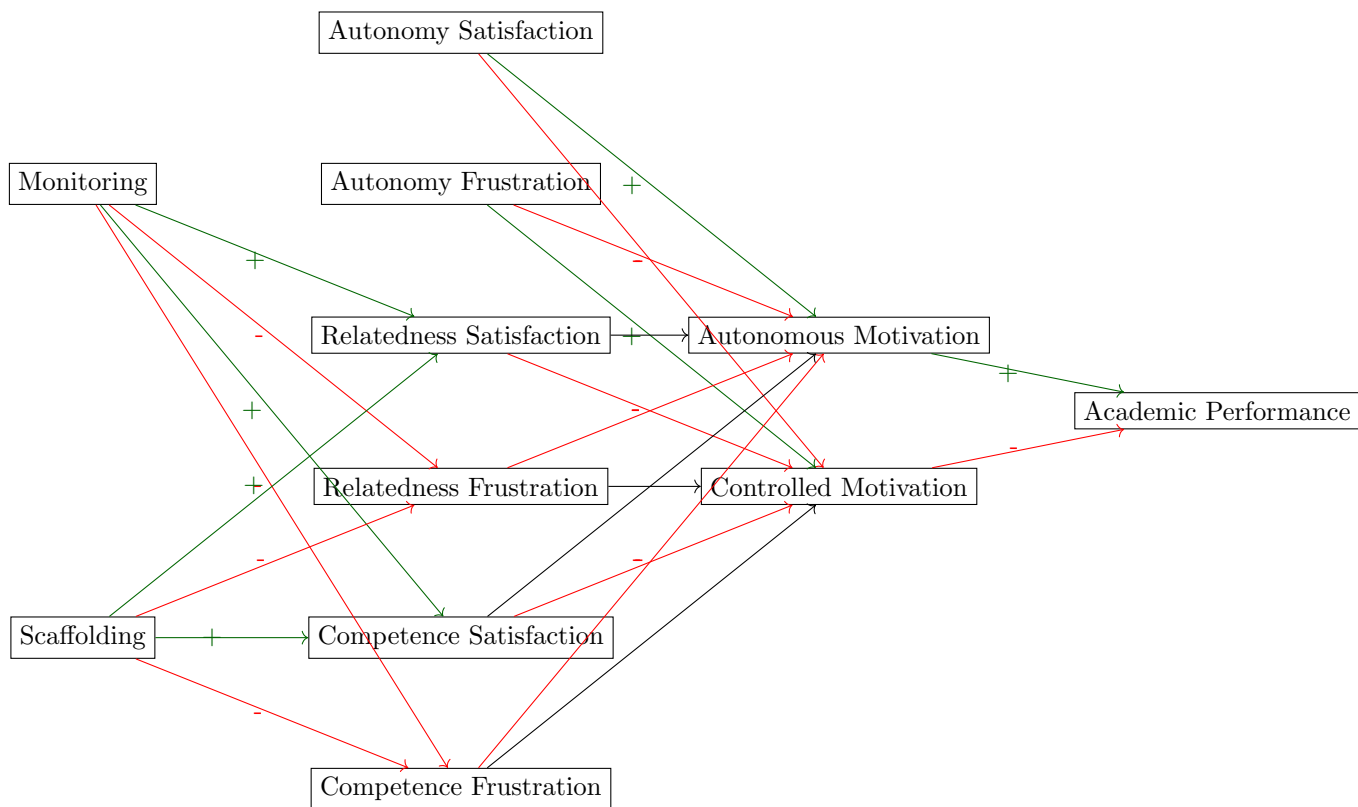 Autonomy Satisfaction
Monitoring
Autonomy Frustration
+
+
-
-
Relatedness Satisfaction
+
Autonomous Motivation
+
+
-
Academic Performance
-
+
-
Relatedness Frustration
Controlled Motivation
-
-
Scaffolding
+
Competence Satisfaction
-
Competence Frustration